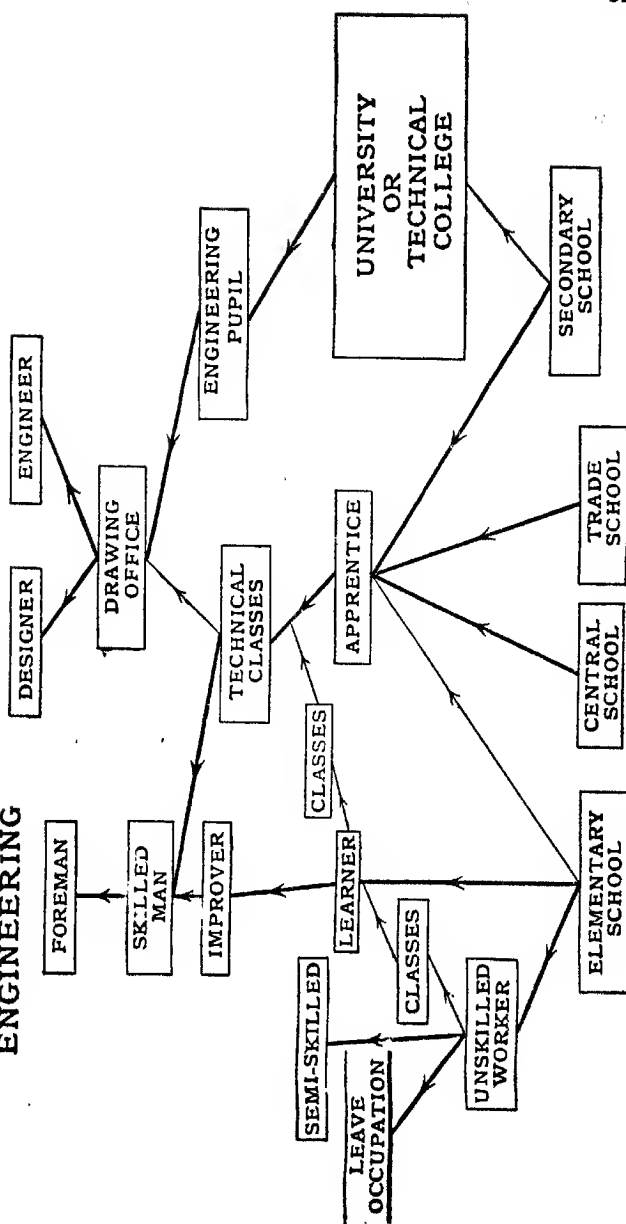 ENGINEERING
FOREMAN
DESIGNER
ENGINEER
SKILLED
MAN
DRAWING
OFFICE
IMPROVER
TECHNICAL
CLASSES
ENGINEERING
PUPIL
SEMI-SKILLED
LEARNER
CLASSES
APPRENTICE
UNIVERSITY
OR
TECHNICAL
COLLEGE
LEAVE
OCCUPATION
CLASSES
UNSKILLED
WORKER
ELEMENTARY
SCHOOL
CENTRAL
SCHOOL
TRADE
SCHOOL
SECONDARY
SCHOOL